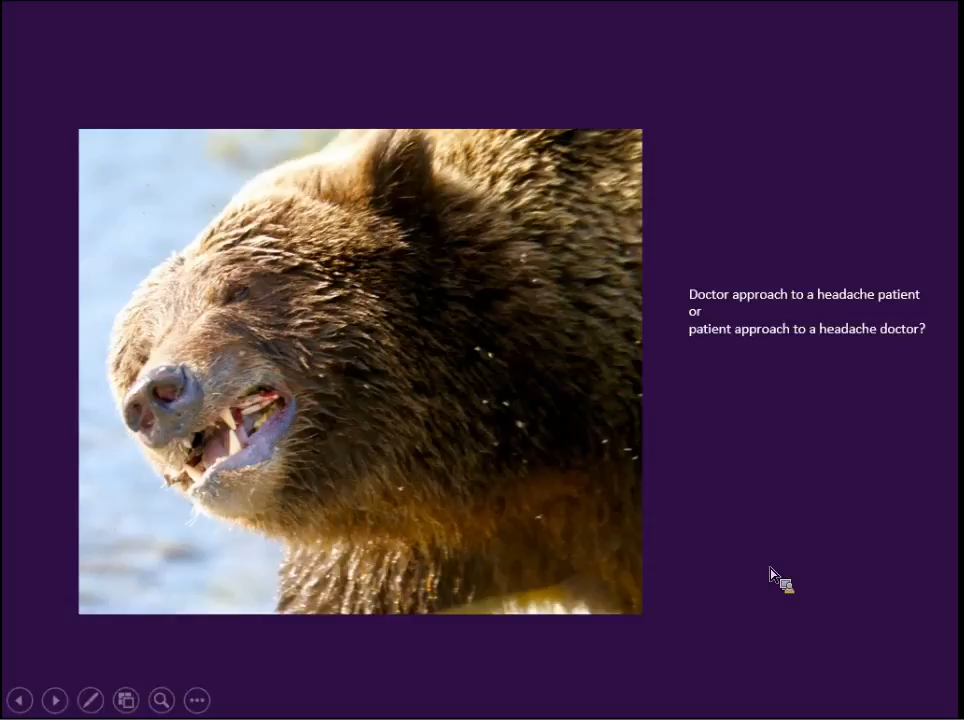 Doctor approach to a headache patient
or
patient approach to a headache doctor?